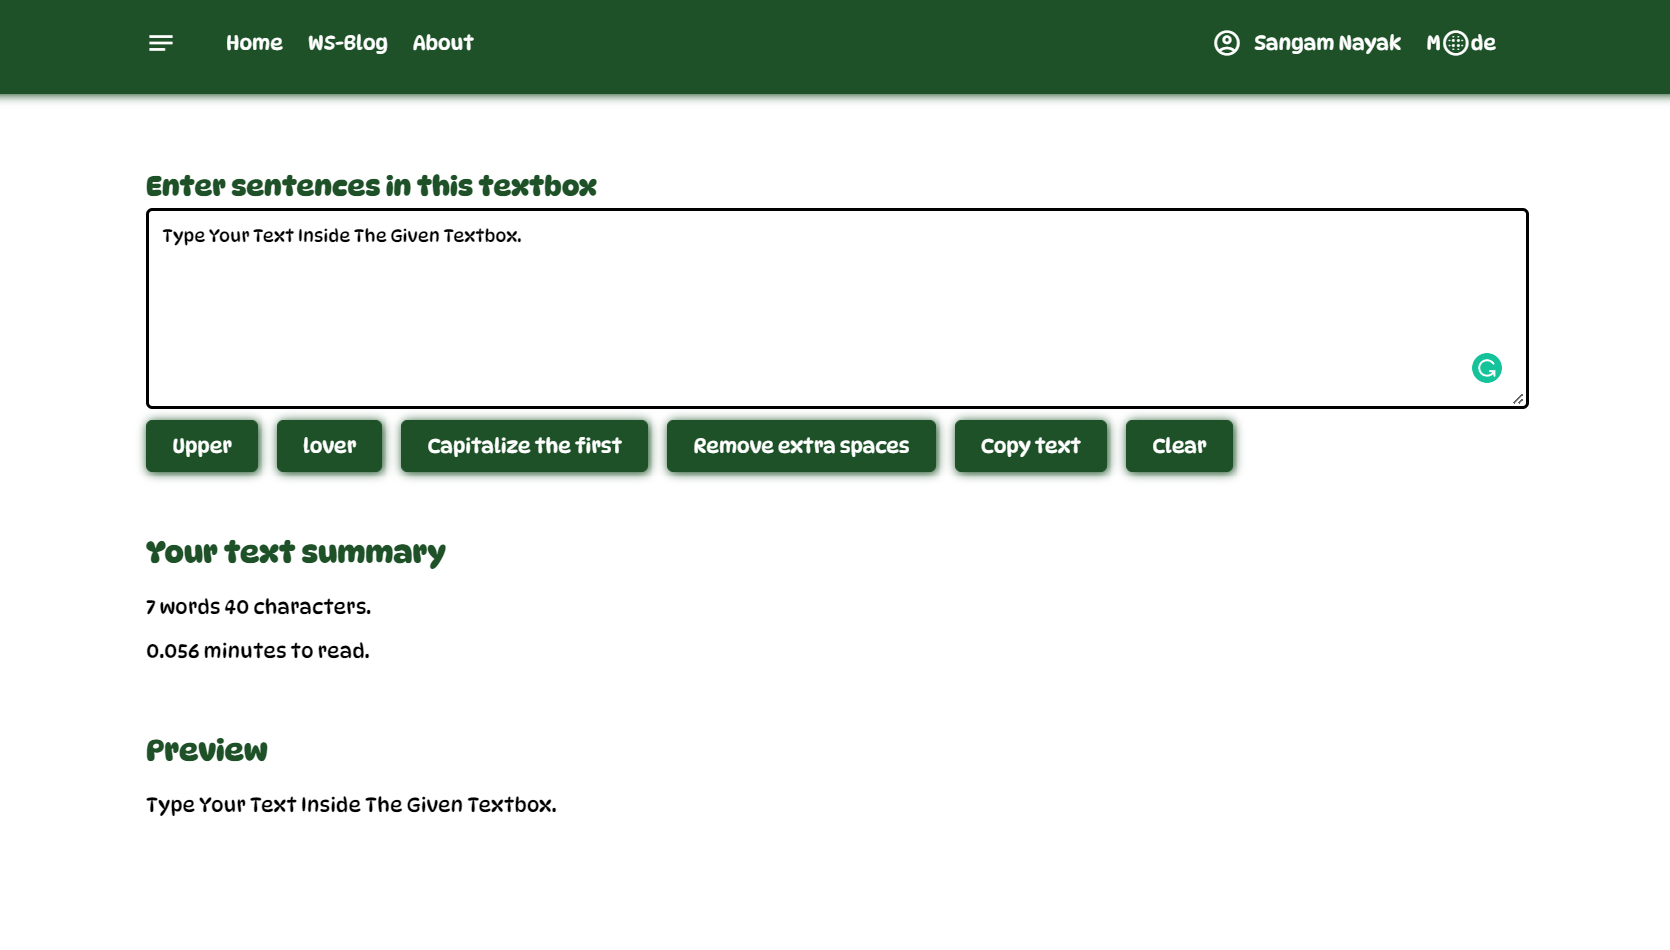 Home WS-Blog About Sangam Nayak Mode
Enter sentences in this textbox
Type Your Text Inside The Given Textbox.
Upper lover Capitalize the first Remove extra spaces Copy text Clear
Your text summary
7 words 40 characters.
0.056 minutes to read.
Preview
Type Your Text Inside The Given Textbox.